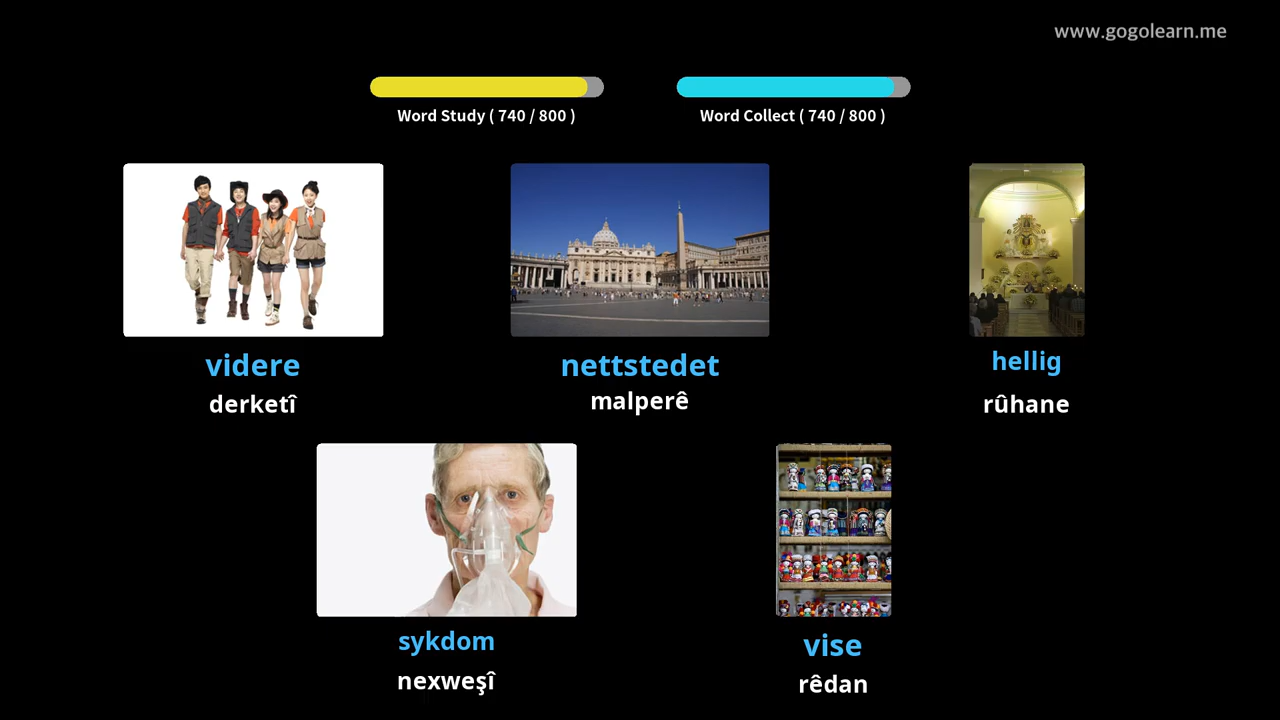 www.gogolearn.me
Word Study ( 740 / 800 )
Word Collect ( 740 / 800 )
videre
derketî
nettstedet
malperê
hellig
rûhane
sykdom
nexweşî
vise
rêdan